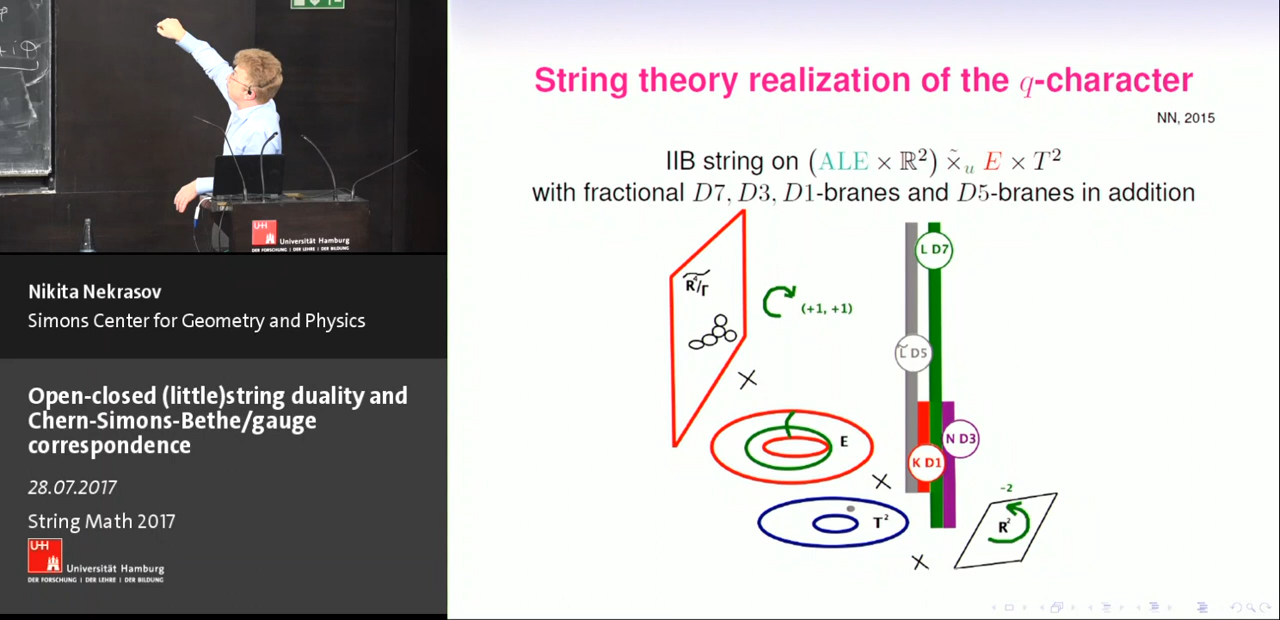 String theory realization of the q-character
NN, 2015
IIB string on (ALE × ℝ²) ×̃ᵤ E × T²
with fractional D7, D3, D1-branes and D5-branes in addition
L D7
R⁴/Γ
(+1, +1)
L̃ D5
×
E
N D3
K D1
×
-2
T²
R²
×
+ i
UH
Universität Hamburg
DER FORSCHUNG | DER LEHRE | DER BILDUNG
Nikita Nekrasov
Simons Center for Geometry and Physics
Open-closed (little)string duality and
Chern-Simons-Bethe/gauge
correspondence
28.07.2017
String Math 2017
UH
Universität Hamburg
DER FORSCHUNG | DER LEHRE | DER BILDUNG